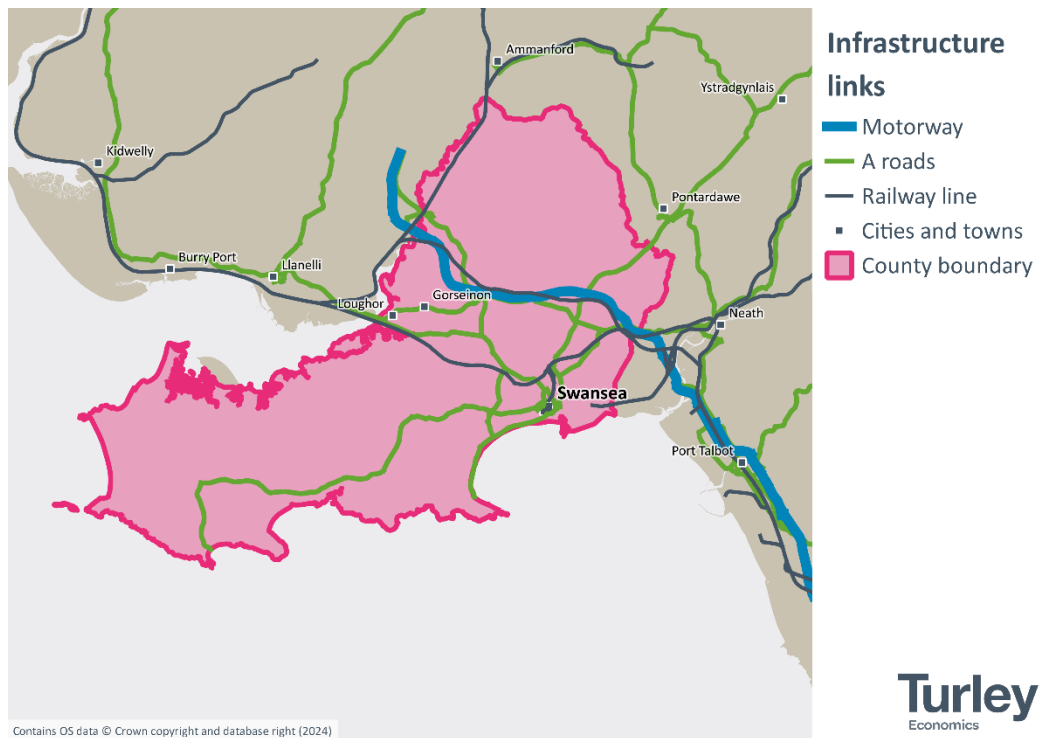 Ammanford
Ystradgynlais
Kidwelly
Pontardawe
Burry Port
Llanelli
Loughor
Gorseinon
Neath
Swansea
Port Talbot
Contains OS data © Crown copyright and database right (2024)
Infrastructure
links
Motorway
A roads
Railway line
Cities and towns
County boundary
Turley
Economics